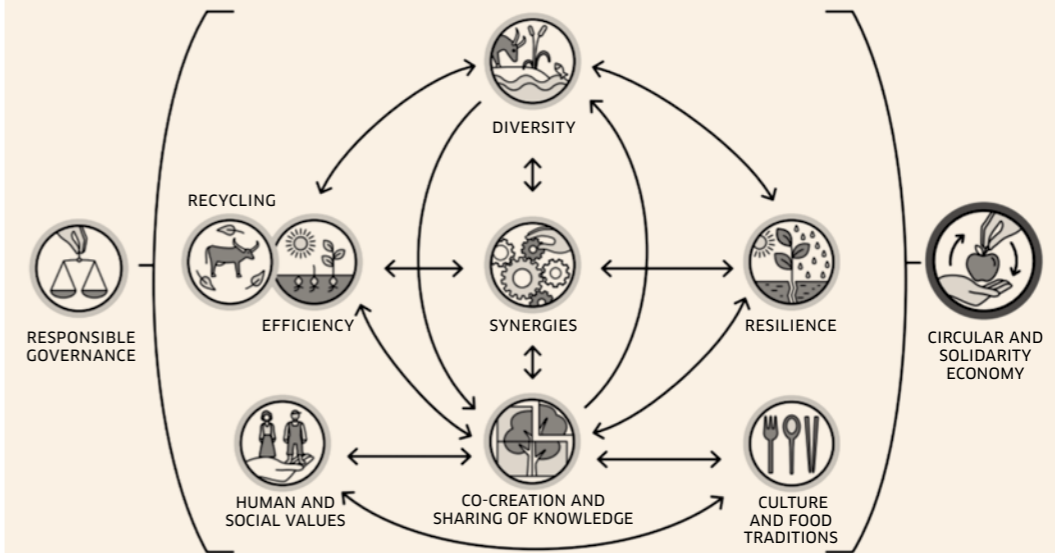 DIVERSITY
RECYCLING
EFFICIENCY
SYNERGIES
RESILIENCE
RESPONSIBLE
GOVERNANCE
CIRCULAR AND
SOLIDARITY
ECONOMY
HUMAN AND
SOCIAL VALUES
CO-CREATION AND
SHARING OF KNOWLEDGE
CULTURE
AND FOOD
TRADITIONS